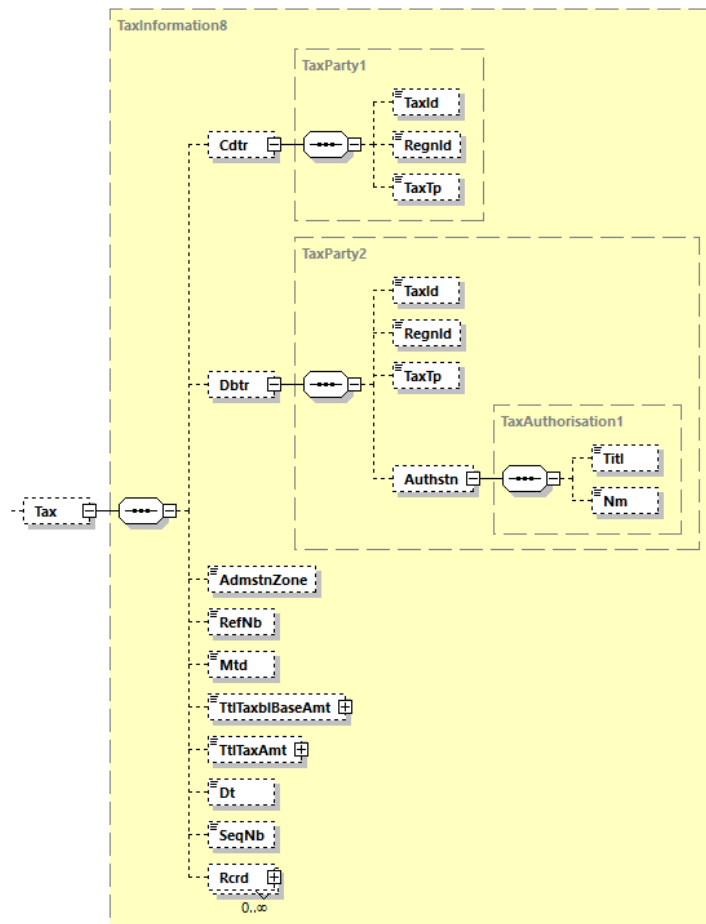 TaxInformation8
TaxParty1
TaxId
Cdtr
RegnId
TaxTp
TaxParty2
TaxId
RegnId
Dbtr
TaxTp
TaxAuthorisation1
Titl
Authstn
Nm
Tax
AdmstnZone
RefNb
Mtd
TtlTaxblBaseAmt
TtlTaxAmt
Dt
SeqNb
Rcrd
0..∞